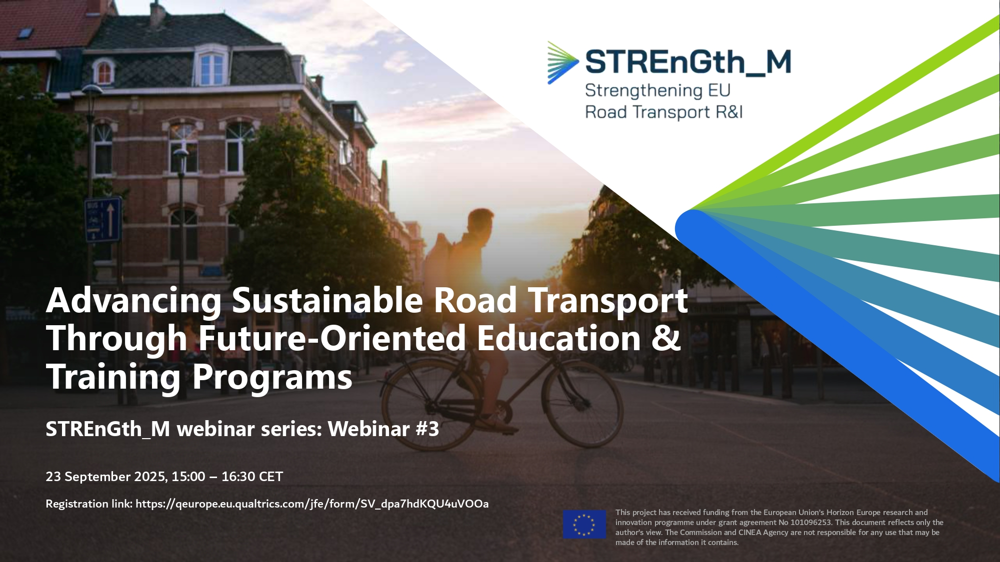 STREnGth_M
Strengthening EU
Road Transport R&I
BUS
Advancing Sustainable Road Transport
Through Future-Oriented Education &
Training Programs
STREnGth_M webinar series: Webinar #3
23 September 2025, 15:00 – 16:30 CET
Registration link: https://qeurope.eu.qualtrics.com/jfe/form/SV_dpa7hdKQU4uVOOa
This project has received funding from the European Union's Horizon Europe research and
innovation programme under grant agreement No 101096253. This document reflects only the
author's view. The Commission and CINEA Agency are not responsible for any use that may be
made of the information it contains.